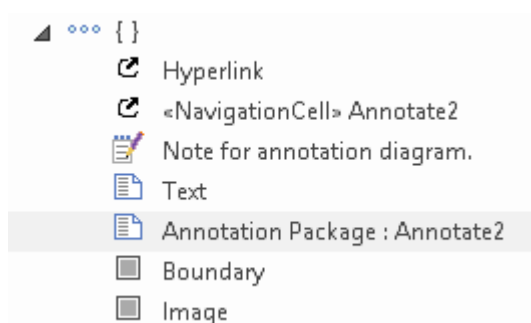 { }
Hyperlink
«NavigationCell» Annotate2
Note for annotation diagram.
Text
Annotation Package : Annotate2
Boundary
Image